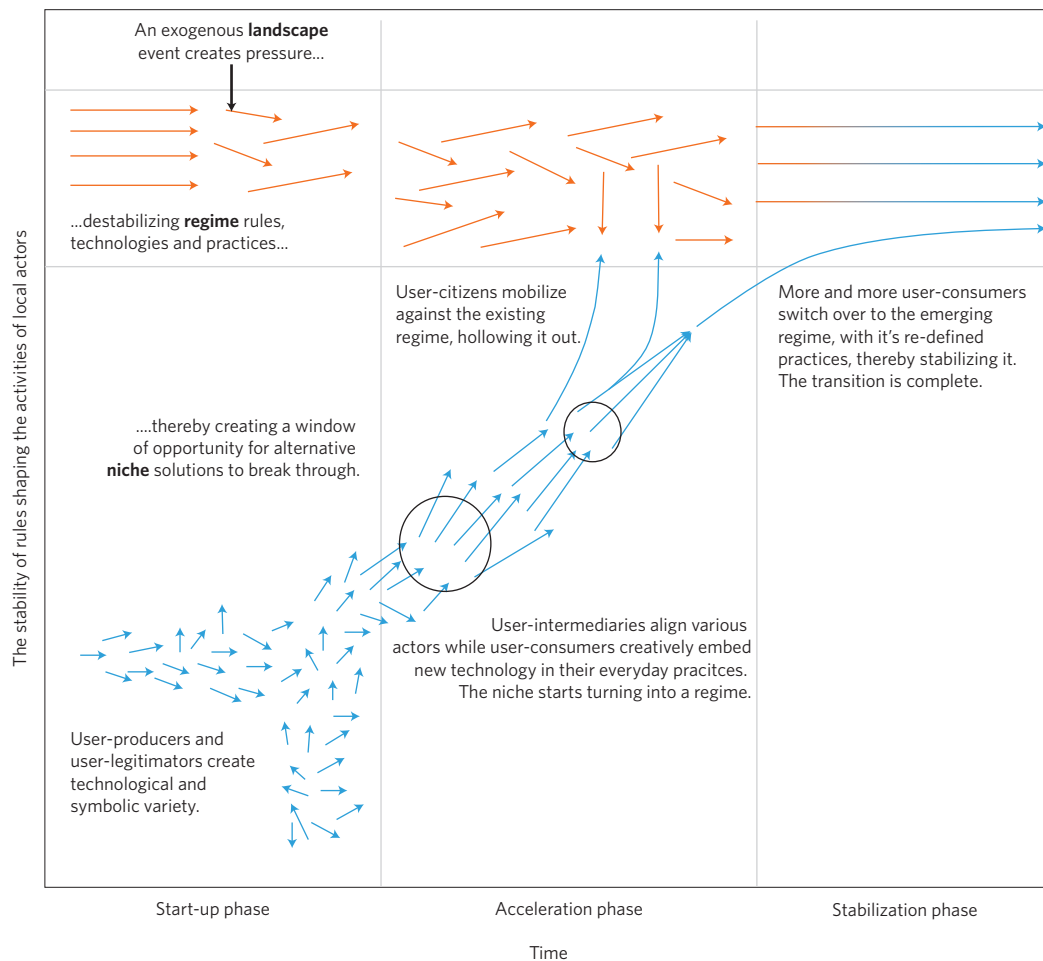 An exogenous landscape
event creates pressure...
...destabilizing regime rules,
technologies and practices...
User-citizens mobilize
against the existing
regime, hollowing it out.
More and more user-consumers
switch over to the emerging
regime, with it's re-defined
practices, thereby stabilizing it.
The transition is complete.
....thereby creating a window
of opportunity for alternative
niche solutions to break through.
User-intermediaries align various
actors while user-consumers creatively embed
new technology in their everyday pracitces.
The niche starts turning into a regime.
User-producers and
user-legitimators create
technological and
symbolic variety.
The stability of rules shaping the activities of local actors
Start-up phase
Acceleration phase
Stabilization phase
Time